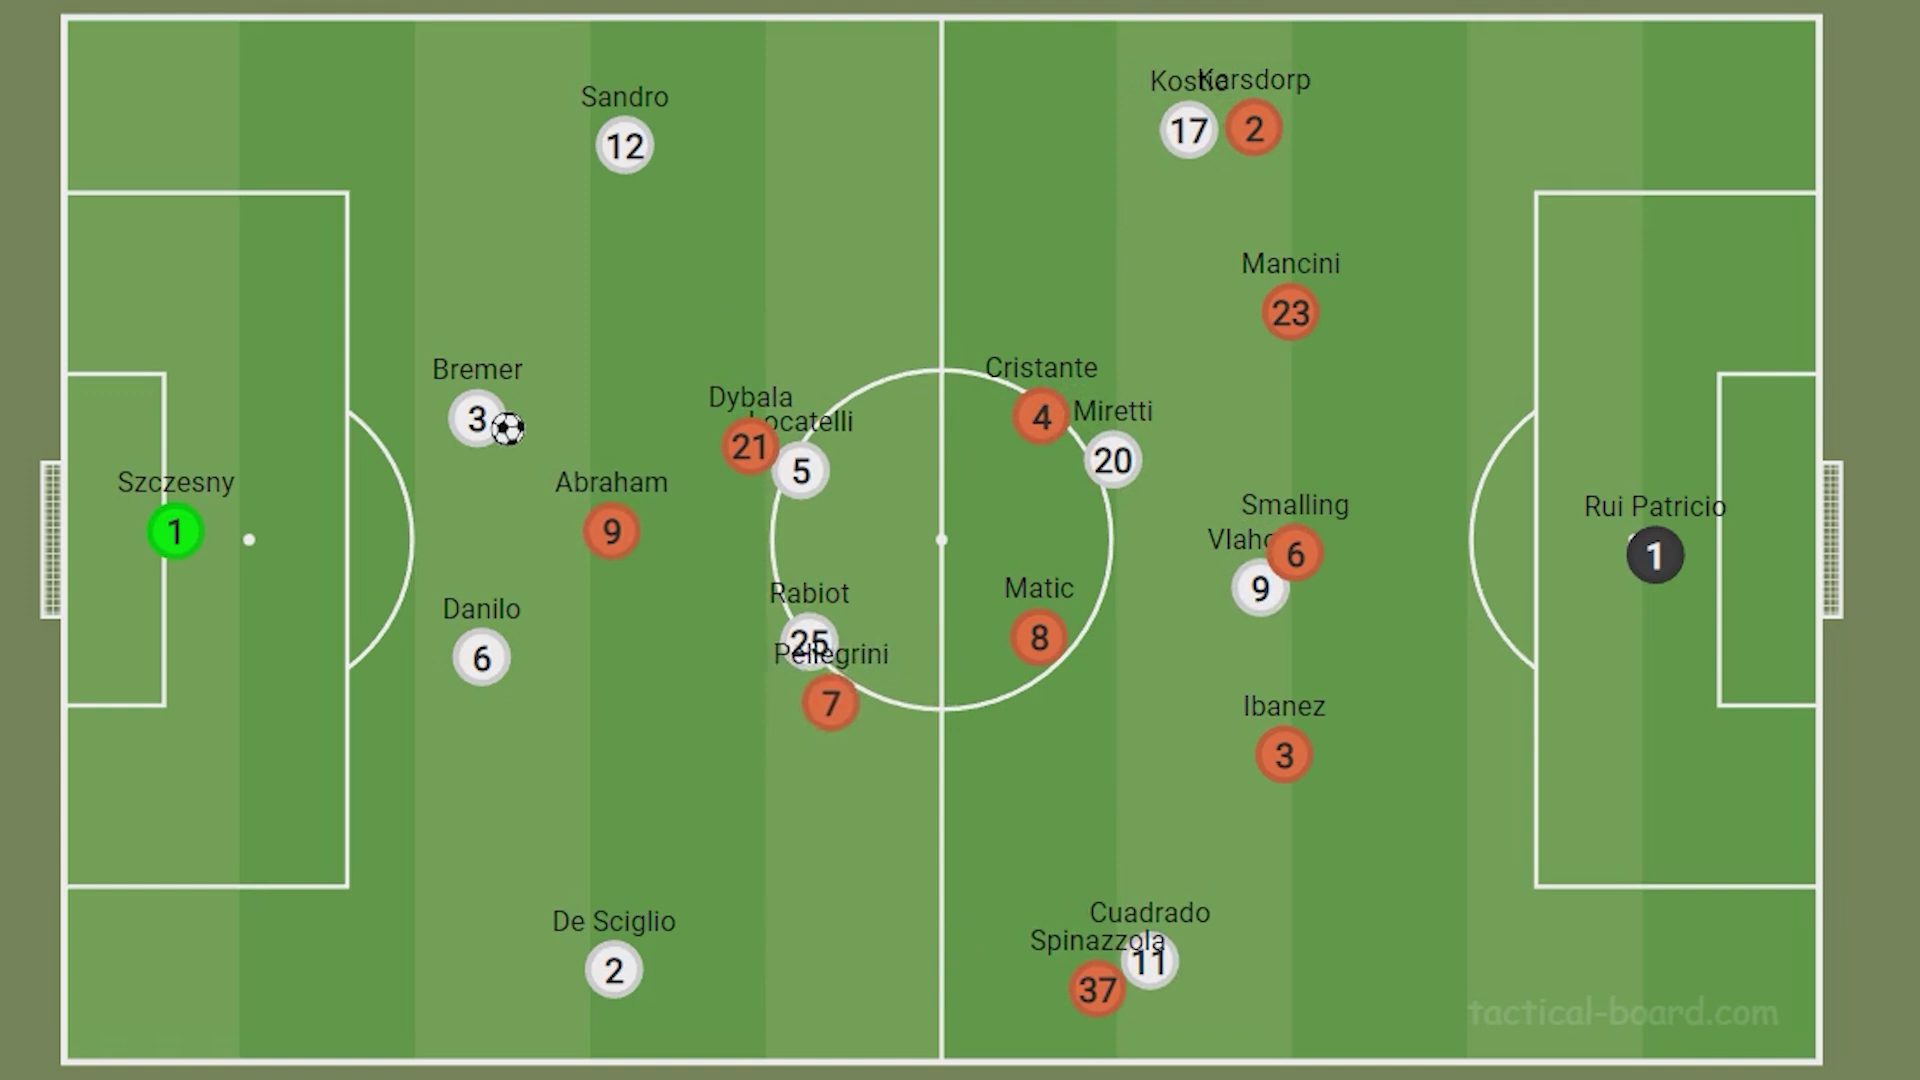 Sandro
12
Kostic
17
Karsdorp
2
Mancini
23
Bremer
3
Dybala
21
Locatelli
5
Cristante
4
Miretti
20
Szczesny
1
Abraham
9
Smalling
6
9
Rui Patricio
1
Danilo
6
Rabiot
25
Pellegrini
7
Matic
8
Ibanez
3
De Sciglio
2
Cuadrado
11
Spinazzola
37
tactical-board.com